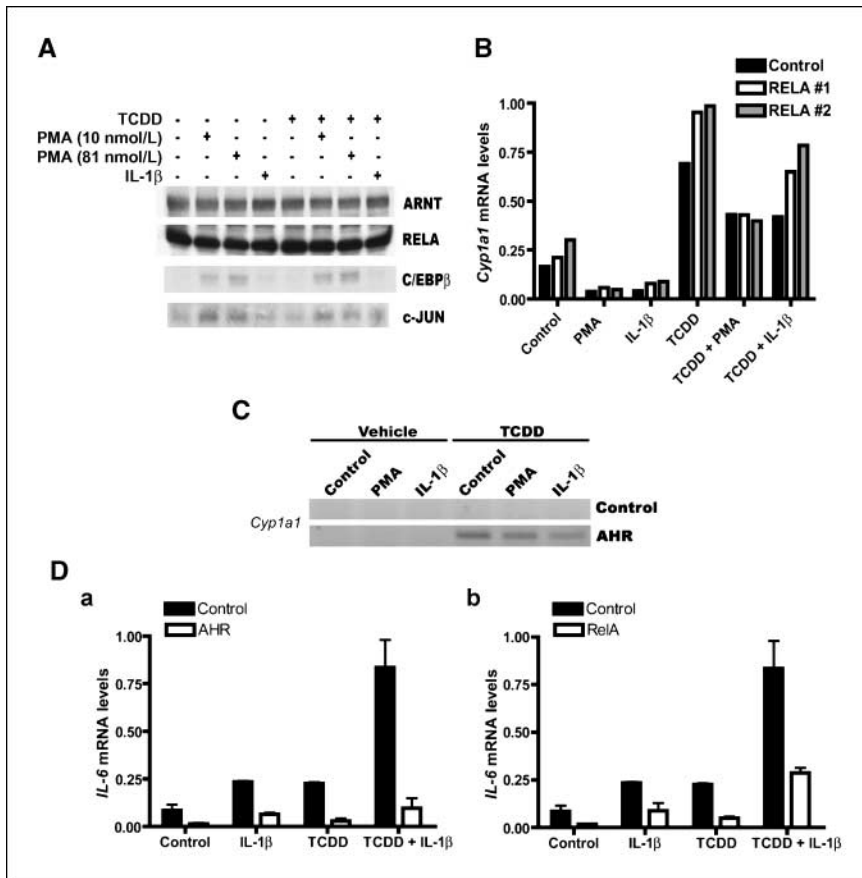 A
TCDD - - - - + + + +
PMA (10 nmol/L) - + - - - + - -
PMA (81 nmol/L) - - + - - - + -
IL-1β - - - + - - - +
ARNT
RELA
C/EBPβ
c-JUN
B
Control
RELA #1
RELA #2
Cyp1a1 mRNA levels
1.00
0.75
0.50
0.25
0.00
Control
PMA
IL-1β
TCDD
TCDD + PMA
TCDD + IL-1β
C
Vehicle TCDD
Control PMA IL-1β Control PMA IL-1β
Cyp1a1
Control
AHR
D
a
Control
AHR
IL-6 mRNA levels
1.00
0.75
0.50
0.25
0.00
Control IL-1β TCDD TCDD + IL-1β
b
Control
RelA
IL-6 mRNA levels
1.00
0.75
0.50
0.25
0.00
Control IL-1β TCDD TCDD + IL-1β